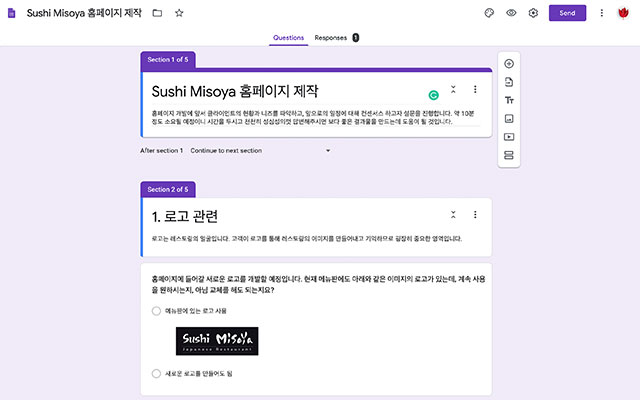 Sushi Misoya 홈페이지 제작
Send
Questions
Responses 1
Section 1 of 5
Sushi Misoya 홈페이지 제작
홈페이지 개발에 앞서 클라이언트의 현황과 니즈를 파악하고, 앞으로의 일정에 대해 컨센서스 하고자 설문을 진행합니다. 약 10분
정도 소요될 예정이니 시간을 두시고 천천히 성심성의껏 답변해주시면 보다 좋은 결과물을 만드는데 도움이 될 것입니다.
After section 1 Continue to next section
Section 2 of 5
1. 로고 관련
로고는 레스토랑의 얼굴입니다. 고객이 로고를 통해 레스토랑의 이미지를 만들어내고 기억하므로 굉장히 중요한 영역입니다.
홈페이지에 들어갈 새로운 로고를 개발할 예정입니다. 현재 메뉴판에도 아래와 같은 이미지의 로고가 있는데, 계속 사용
을 원하시는지, 아님 교체를 해도 되는지요?
메뉴판에 있는 로고 사용
Sushi Misoya
Japanese Restaurant
새로운 로고를 만들어도 됨